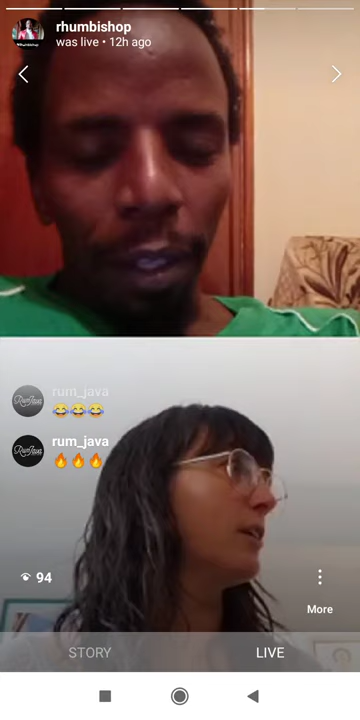 rhumbishop
was live • 12h ago
rum_java
😂😂😂
rum_java
🔥🔥🔥
94
More
STORY
LIVE